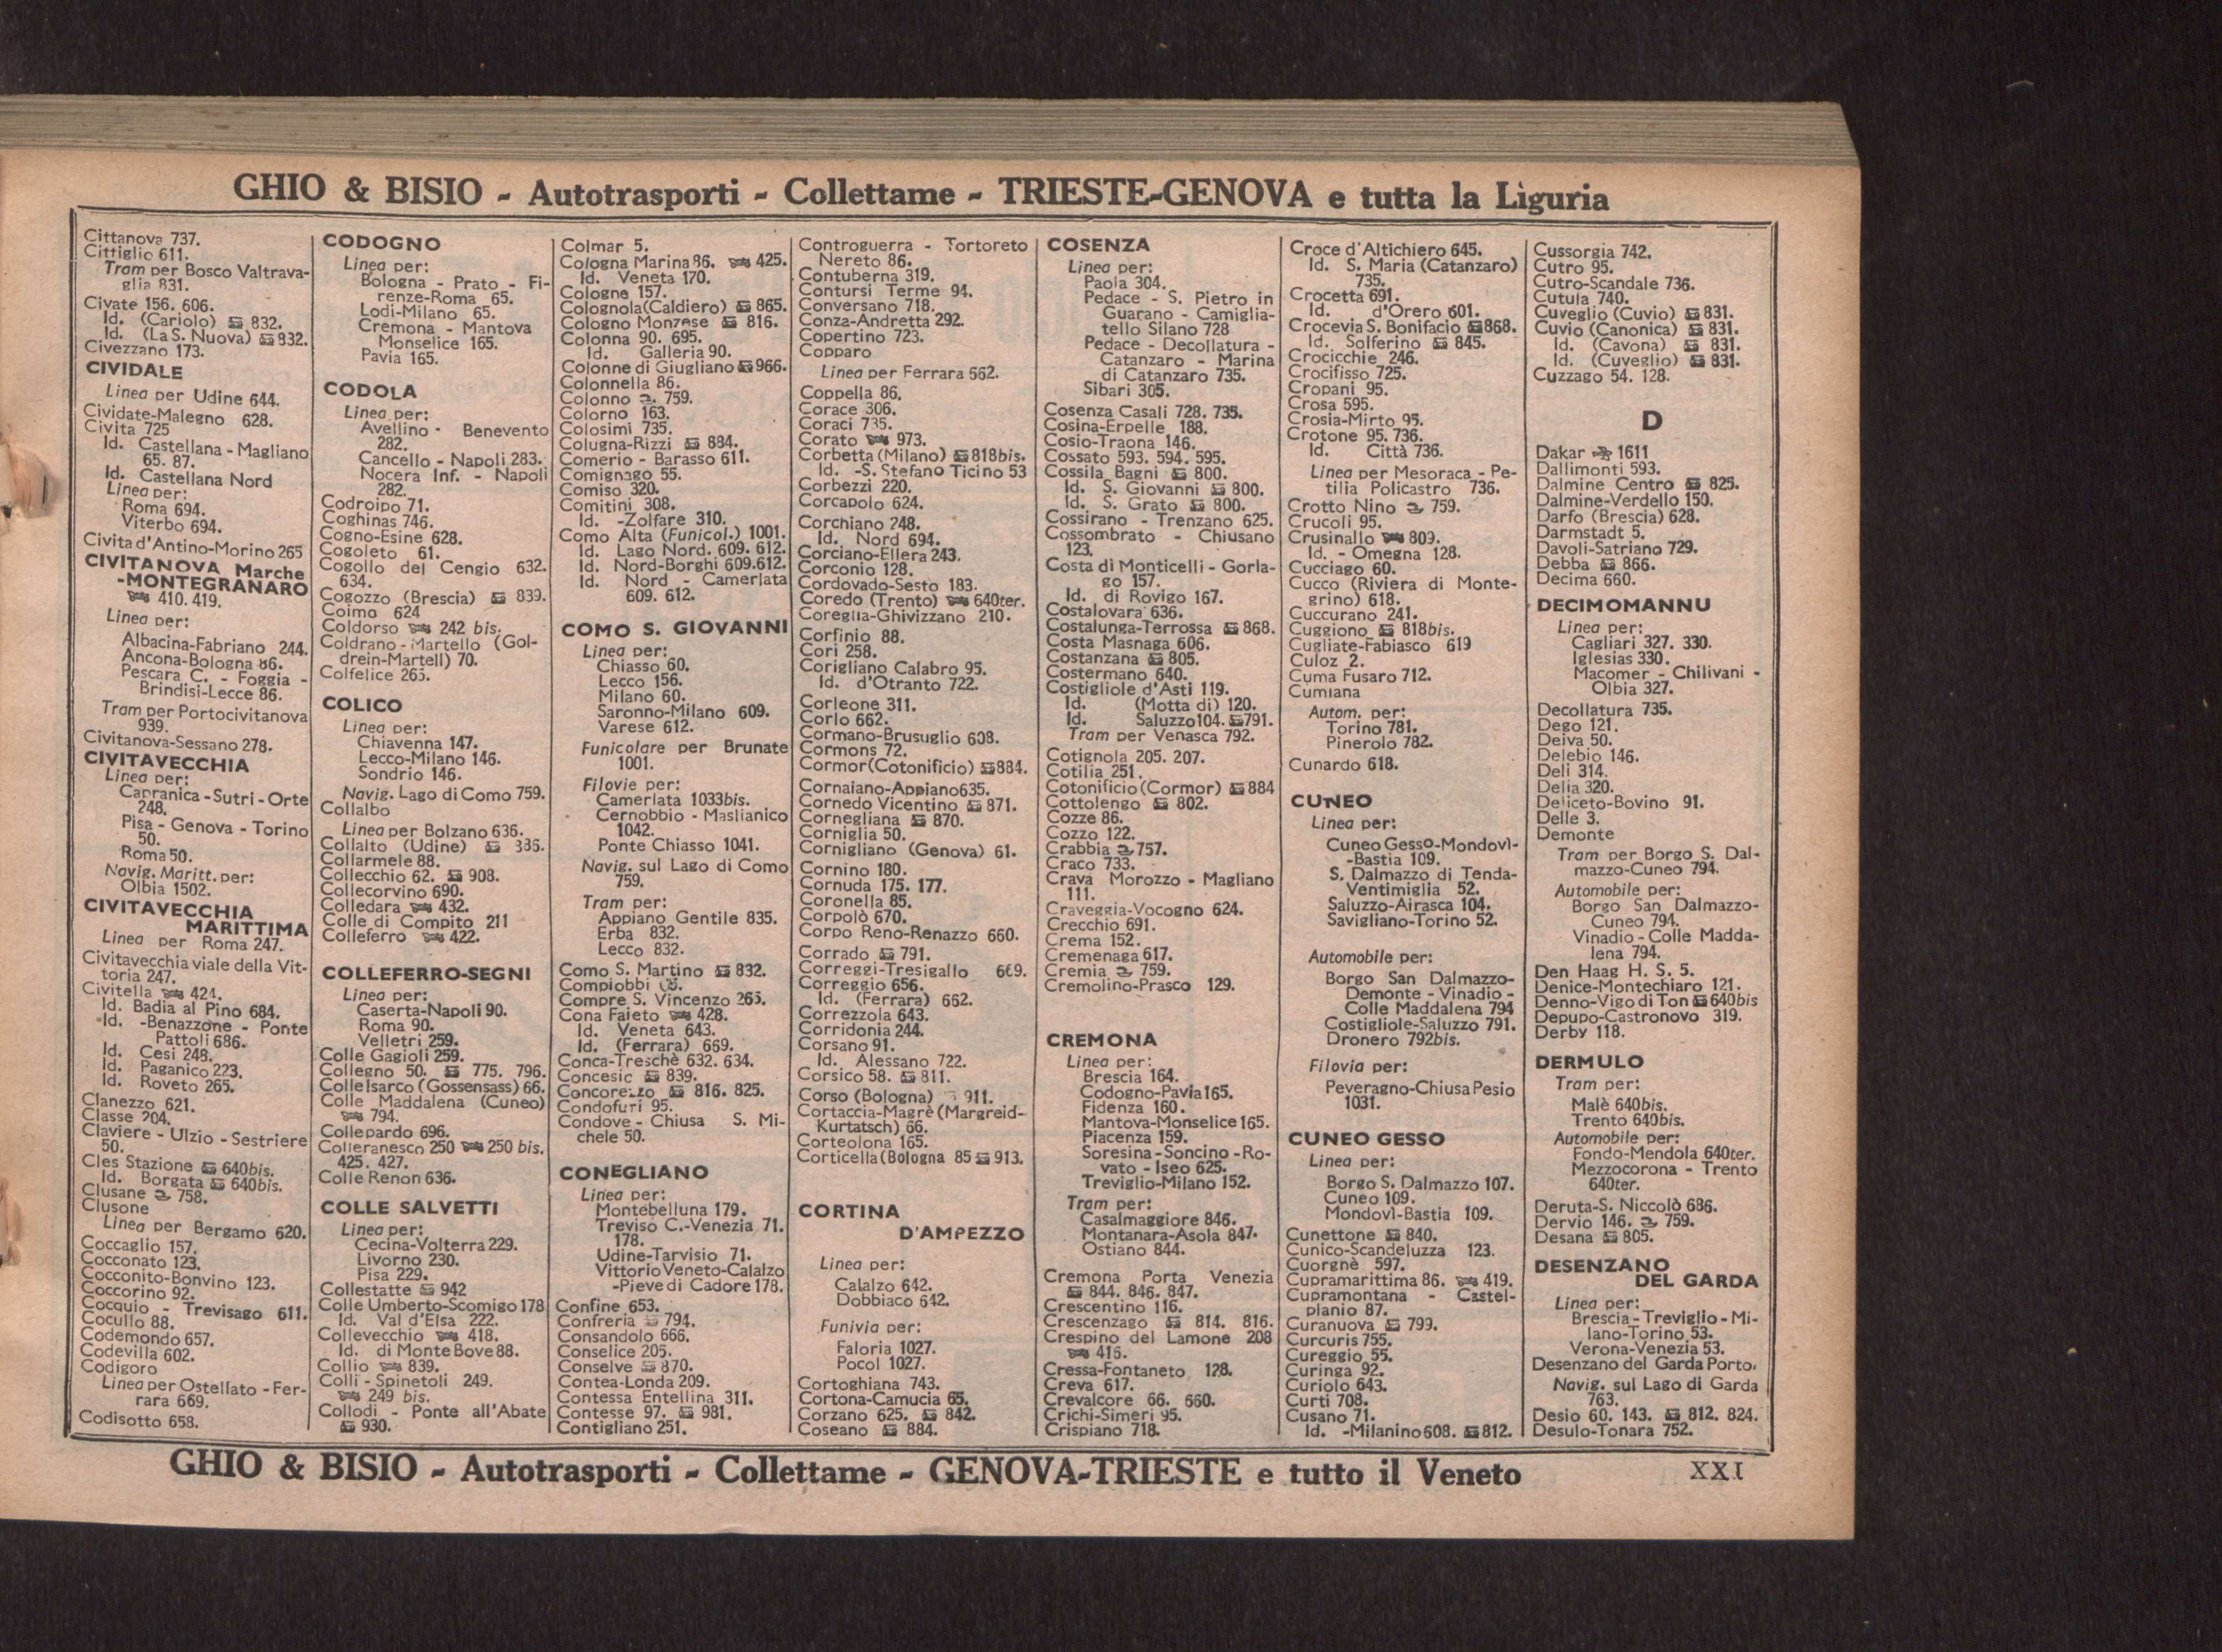 GHIO & BISIO - Autotrasporti - Collettame - TRIESTE-GENOVA e tutta la Liguria
Cittanova 737.
Cittiglio 611.
Tram per Bosco Valtrava-
glia 831.
Civate 156. 606.
Id. (Cariolo) 832.
Id. (La S. Nuova) 832.
Civezzano 173.
CIVIDALE
Linea per Udine 644.
Cividate-Malegno 628.
Civita 725
Id. Castellana - Magliano
65. 87.
Id. Castellana Nord
Linea per:
Roma 694.
Viterbo 694.
Civita d'Antino-Morino 265
CIVITANOVA Marche
-MONTEGRANARO
410. 419.
Linea per:
Albacina-Fabriano 244.
Ancona-Bologna 86.
Pescara C. - Foggia -
Brindisi-Lecce 86.
Tram per Portocivitanova
939.
Civitanova-Sessano 278.
CIVITAVECCHIA
Linea per:
Capranica - Sutri - Orte
248.
Pisa - Genova - Torino
50.
Roma 50.
Navig. Maritt. per:
Olbia 1502.
CIVITAVECCHIA
MARITTIMA
Linea per Roma 247.
Civitavecchia viale della Vit-
toria 247.
Civitella 424.
Id. Badia al Pino 684.
Id. -Benazzone - Ponte
Pattoli 686.
Id. Cesi 248.
Id. Paganico 223.
Id. Roveto 265.
Clanezzo 621.
Classe 204.
Claviere - Ulzio - Sestriere
50.
Cles Stazione 640bis.
Id. Borgata 640bis.
Clusane 758.
Clusone
Linea per Bergamo 620.
Coccaglio 157.
Cocconato 123.
Cocconito-Bonvino 123.
Coccorino 92.
Cocquio - Trevisago 611.
Cocullo 88.
Codemondo 657.
Codevilla 602.
Codigoro
Linea per Ostellato - Fer-
rara 669.
Codisotto 658.
CODOGNO
Linea per:
Bologna - Prato - Fi-
renze-Roma 65.
Lodi-Milano 65.
Cremona - Mantova
Monselice 165.
Pavia 165.
CODOLA
Linea per:
Avellino - Benevento
282.
Cancello - Napoli 283.
Nocera Inf. - Napoli
282.
Codroipo 71.
Coghinas 746.
Cogno-Esine 628.
Cogoleto 61.
Cogollo del Cengio 632.
634.
Cogozzo (Brescia) 839.
Coimo 624
Coldorso 242 bis.
Coldrano - Martello (Gol-
drein-Martell) 70.
Colfelice 265.
COLICO
Linea per:
Chiavenna 147.
Lecco-Milano 146.
Sondrio 146.
Navig. Lago di Como 759.
Collalbo
Linea per Bolzano 636.
Collalto (Udine)
Collarmele 88.
Collecchio 62. 908.
Collecorvino 690.
Colledara 432.
Colle di Compito 211
Colleferro 422.
COLLEFERRO-SEGNI
Linea per:
Caserta-Napoli 90.
Roma 90.
Velletri 259.
Colle Gagioli 259.
Collegno 50. 775. 796.
Colle Isarco (Gossensass) 66.
Colle Maddalena (Cuneo)
794.
Collepardo 696.
Colleranesco 250 250 bis.
425. 427.
Colle Renon 636.
COLLE SALVETTI
Linea per:
Cecina-Volterra 229.
Livorno 230.
Pisa 229.
Collestatte 942
Colle Umberto-Scomigo 178
Id. Val d'Elsa 222.
Collevecchio 418.
Id. di Monte Bove 88.
Collio 839.
Colli - Spinetoli 249.
249 bis.
Collodi - Ponte all'Abate
930.
Colmar 5.
Cologna Marina 86. 425.
Id. Veneta 170.
Cologne 157.
Colognola (Caldiero) 865.
Cologno Monzese 816.
Colonna 90. 695.
Id. Galleria 90.
Colonne di Giugliano 966.
Colonnella 86.
Colonno 759.
Colorno 163.
Colosimi 735.
Colugna-Rizzi 884.
Comerio - Barasso 611.
Comignago 55.
Comiso 320.
Comitini 308.
Id. -Zolfare 310.
Como Alta (Funicol.) 1001.
Id. Lago Nord. 609. 612.
Id. Nord-Borghi 609. 612.
Id. Nord - Camerlata
609. 612.
COMO S. GIOVANNI
Linea per:
Chiasso 60.
Lecco 156.
Milano 60.
Saronno-Milano 609.
Varese 612.
Funicolare per Brunate
1001.
Filovie per:
Camerlata 1033bis.
Cernobbio - Maslianico
1042.
Ponte Chiasso 1041.
Navig. sul Lago di Como
759.
Tram per:
Appiano Gentile 835.
Erba 832.
Lecco 832.
Como S. Martino 832.
Compiobbi
Compre S. Vincenzo 265.
Cona Faieto 428.
Id. Veneta 643.
Id. (Ferrara) 669.
Conca-Treschè 632. 634.
Concesio 839.
Concorezzo 816. 825.
Condofuri 95.
Condove - Chiusa S. Mi-
chele 50.
CONEGLIANO
Linea per:
Montebelluna 179.
Treviso C.-Venezia 71.
178.
Udine-Tarvisio 71.
Vittorio Veneto-Calalzo
-Pieve di Cadore 178.
Confine 653.
Confreria 794.
Consandolo 666.
Conselice 205.
Conselve 870.
Contea-Londa 209.
Contessa Entellina 311.
Contesse 97. 981.
Contigliano 251.
Controguerra - Tortoreto
Nereto 86.
Contuberna 319.
Contursi Terme 94.
Conversano 718.
Conza-Andretta 292.
Copertino 723.
Copparo
Linea per Ferrara 662.
Coppella 86.
Corace 306.
Coraci 735.
Corato 973.
Corbetta (Milano) 818bis.
Id. -S. Stefano Ticino 53
Corbezzi 220.
Corcapolo 624.
Corchiano 248.
Id. Nord 694.
Corciano-Ellera 243.
Corconio 128.
Cordovado-Sesto 183.
Coredo (Trento) 640ter.
Coreglia-Ghivizzano 210.
Corfinio 88.
Cori 258.
Corigliano Calabro 95.
Id. d'Otranto 722.
Corleone 311.
Corlo 662.
Cormano-Brusuglio 608.
Cormons 72.
Cormor (Cotonificio) 884.
Cornaiano-Appiano 635.
Cornedo Vicentino 871.
Cornegliana 870.
Corniglia 50.
Cornigliano (Genova) 61.
Cornino 180.
Cornuda 175. 177.
Coronella 85.
Corpolò 670.
Corpo Reno-Renazzo 660.
Corrado 791.
Correggi-Tresigallo 669.
Correggio 656.
Id. (Ferrara) 662.
Correzzola 643.
Corridonia 244.
Corsano 91.
Id. Alessano 722.
Corsico 58. 811.
Corso (Bologna) 911.
Cortaccia-Magrè (Margreid-
Kurtatsch) 66.
Corteolona 165.
Corticella (Bologna 85 913.
CORTINA
D'AMPEZZO
Linea per:
Calalzo 642.
Dobbiaco 642.
Funivia per:
Faloria 1027.
Pocol 1027.
Cortoghiana 743.
Cortona-Camucia 65.
Corzano 625. 842.
Coseano 884.
COSENZA
Linea per:
Paola 304.
Pedace - S. Pietro in
Guarano - Camiglia-
tello Silano 728
Pedace - Decollatura -
Catanzaro - Marina
di Catanzaro 735.
Sibari 305.
Cosenza Casali 728. 735.
Cosina-Erpelle 188.
Cosio-Traona 146.
Cossato 593. 594. 595.
Cossila Bagni 800.
Id. S. Giovanni 800.
Id. S. Grato 800.
Cossirano - Trenzano 625.
Cossombrato - Chiusano
123.
Costa di Monticelli - Gorla-
go 157.
Id. di Rovigo 167.
Costalovara 636.
Costalunga-Terrossa 868.
Costa Masnaga 606.
Costanzana 805.
Costermano 640.
Costigliole d'Asti 119.
Id. (Motta di) 120.
Id. Saluzzo 104. 791.
Tram per Venasca 792.
Cotignola 205. 207.
Cotilia 251.
Cotonificio (Cormor) 884
Cottolengo 802.
Cozze 86.
Cozzo 122.
Crabbia 757.
Craco 733.
Crava Morozzo - Magliano
111.
Craveggia-Vocogno 624.
Crecchio 691.
Crema 152.
Cremenaga 617.
Cremia 759.
Cremolino-Prasco 129.
CREMONA
Linea per:
Brescia 164.
Codogno-Pavia 165.
Fidenza 160.
Mantova-Monselice 165.
Piacenza 159.
Soresina - Soncino - Ro-
vato - Iseo 625.
Treviglio-Milano 152.
Tram per:
Casalmaggiore 846.
Montanara-Asola 847.
Ostiano 844.
Cremona Porta Venezia
844. 846. 847.
Crescentino 116.
Crescenzago 814. 816.
Crespino del Lamone 208
416.
Cressa-Fontaneto 128.
Creva 617.
Crevalcore 66. 660.
Crichi-Simeri 95.
Crispiano 718.
Croce d'Altichiero 645.
Id. S. Maria (Catanzaro)
735.
Crocetta 691.
Id. d'Orero 601.
Crocevia S. Bonifacio 868.
Id. Solferino 845.
Crocicchie 246.
Crocifisso 725.
Cropani 95.
Crosa 595.
Crosia-Mirto 95.
Crotone 95. 736.
Id. Città 736.
Linea per Mesoraca - Pe-
tilia Policastro 736.
Crotto Nino 759.
Crucoli 95.
Crusinallo 809.
Id. - Omegna 128.
Cucciago 60.
Cucco (Riviera di Monte-
grino) 618.
Cuccurano 241.
Cuggiono 818bis.
Cugliate-Fabiasco 619
Culoz 2.
Cuma Fusaro 712.
Cumiana
Autom. per:
Torino 781.
Pinerolo 782.
Cunardo 618.
CUNEO
Linea per:
Cuneo Gesso-Mondovì-
-Bastia 109.
S. Dalmazzo di Tenda-
Ventimiglia 52.
Saluzzo-Airasca 104.
Savigliano-Torino 52.
Automobile per:
Borgo San Dalmazzo-
Demonte - Vinadio -
Colle Maddalena 794
Costigliole-Saluzzo 791.
Dronero 792bis.
Filovia per:
Peveragno-Chiusa Pesio
1031.
CUNEO GESSO
Linea per:
Borgo S. Dalmazzo 107.
Cuneo 109.
Mondovì-Bastia 109.
Cunettone 840.
Cunico-Scandeluzza 123.
Cuorgnè 597.
Cupramarittima 86. 419.
Cupramontana - Castel-
planio 87.
Curanuova 799.
Curcuris 755.
Cureggio 55.
Curinga 92.
Curiolo 643.
Curti 708.
Cusano 71.
Id. -Milanino 608. 812.
Cussorgia 742.
Cutro 95.
Cutro-Scandale 736.
Cutula 740.
Cuveglio (Cuvio) 831.
Cuvio (Canonica) 831.
Id. (Cavona) 831.
Id. (Cuveglio) 831.
Cuzzago 54. 128.
D
Dakar 1611
Dallimonti 593.
Dalmine Centro 825.
Dalmine-Verdello 150.
Darfo (Brescia) 628.
Darmstadt 5.
Davoli-Satriano 729.
Debba 866.
Decima 660.
DECIMOMANNU
Linea per:
Cagliari 327. 330.
Iglesias 330.
Macomer - Chilivani -
Olbia 327.
Decollatura 735.
Dego 121.
Deiva 50.
Delebio 146.
Deli 314.
Delia 320.
Deliceto-Bovino 91.
Delle 3.
Demonte
Tram per Borgo S. Dal-
mazzo-Cuneo 794.
Automobile per:
Borgo San Dalmazzo-
Cuneo 794.
Vinadio - Colle Madda-
lena 794.
Den Haag H. S. 5.
Denice-Montechiaro 121.
Denno-Vigo di Ton 640bis
Depupo-Castronovo 319.
Derby 118.
DERMULO
Tram per:
Malè 640bis.
Trento 640bis.
Automobile per:
Fondo-Mendola 640ter.
Mezzocorona - Trento
640ter.
Deruta-S. Niccolò 686.
Dervio 146. 759.
Desana 805.
DESENZANO
DEL GARDA
Linea per:
Brescia - Treviglio - Mi-
lano-Torino 53.
Verona-Venezia 53.
Desenzano del Garda Porto.
Navig. sul Lago di Garda
763.
Desio 60. 143. 812. 824.
Desulo-Tonara 752.
GHIO & BISIO - Autotrasporti - Collettame - GENOVA-TRIESTE e tutto il Veneto
XXI